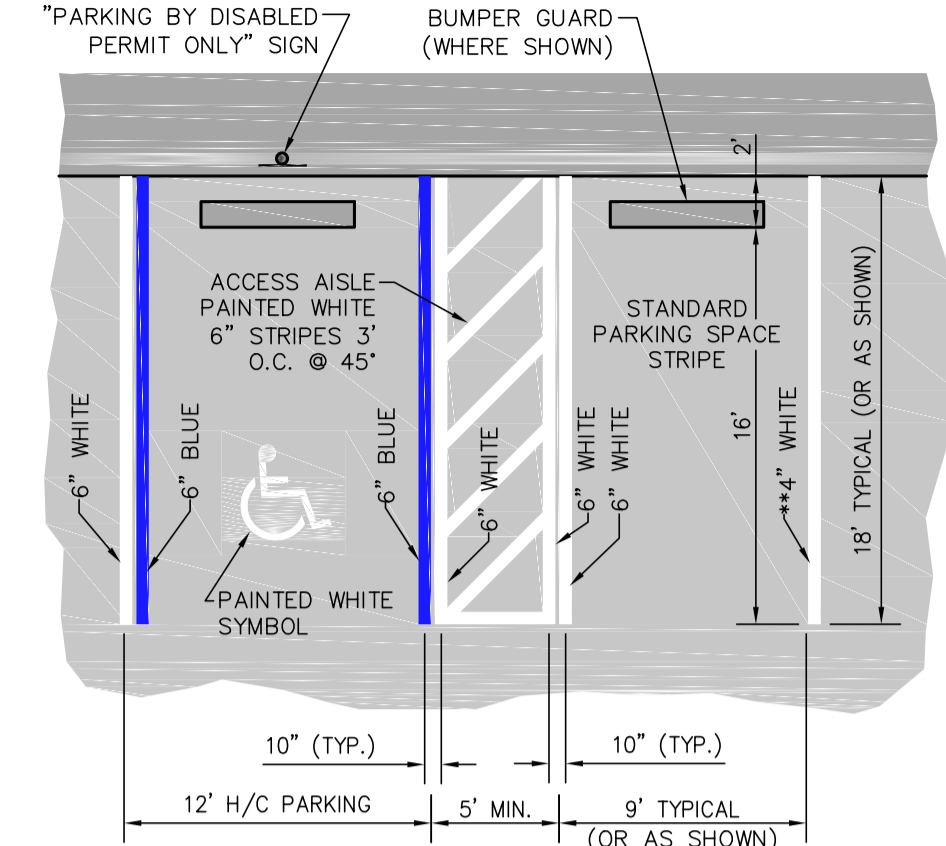 "PARKING BY DISABLED
PERMIT ONLY" SIGN
BUMPER GUARD
(WHERE SHOWN)
2'
ACCESS AISLE
PAINTED WHITE
6" STRIPES 3'
O.C. @ 45°
STANDARD
PARKING SPACE
STRIPE
6" WHITE
6" BLUE
6" BLUE
6" WHITE
6" WHITE
6" WHITE
16'
**4" WHITE
18' TYPICAL (OR AS SHOWN)
PAINTED WHITE
SYMBOL
10" (TYP.)
10" (TYP.)
12' H/C PARKING
5' MIN.
9' TYPICAL
(OR AS SHOWN)